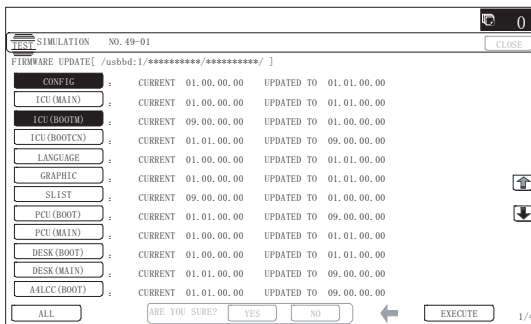 0
TEST SIMULATION NO.49-01
CLOSE
FIRMWARE UPDATE[ /usbbd:1/**********/**********/ ]
CONFIG : CURRENT 01.00.00.00 UPDATED TO 01.01.00.00
ICU(MAIN) : CURRENT 01.00.00.00 UPDATED TO 01.01.00.00
ICU(BOOTM) : CURRENT 09.00.00.00 UPDATED TO 01.00.00.00
ICU(BOOTCN) : CURRENT 01.01.00.00 UPDATED TO 09.00.00.00
LANGUAGE : CURRENT 01.00.00.00 UPDATED TO 01.01.00.00
GRAPHIC : CURRENT 01.00.00.00 UPDATED TO 01.01.00.00
SLIST : CURRENT 09.00.00.00 UPDATED TO 01.00.00.00
PCU(BOOT) : CURRENT 01.01.00.00 UPDATED TO 09.00.00.00
PCU(MAIN) : CURRENT 01.00.00.00 UPDATED TO 01.01.00.00
DESK(BOOT) : CURRENT 01.00.00.00 UPDATED TO 01.01.00.00
DESK(MAIN) : CURRENT 01.01.00.00 UPDATED TO 09.00.00.00
A4LCC(BOOT) : CURRENT 01.01.00.00 UPDATED TO 09.00.00.00
ALL ARE YOU SURE? YES NO EXECUTE 1/4